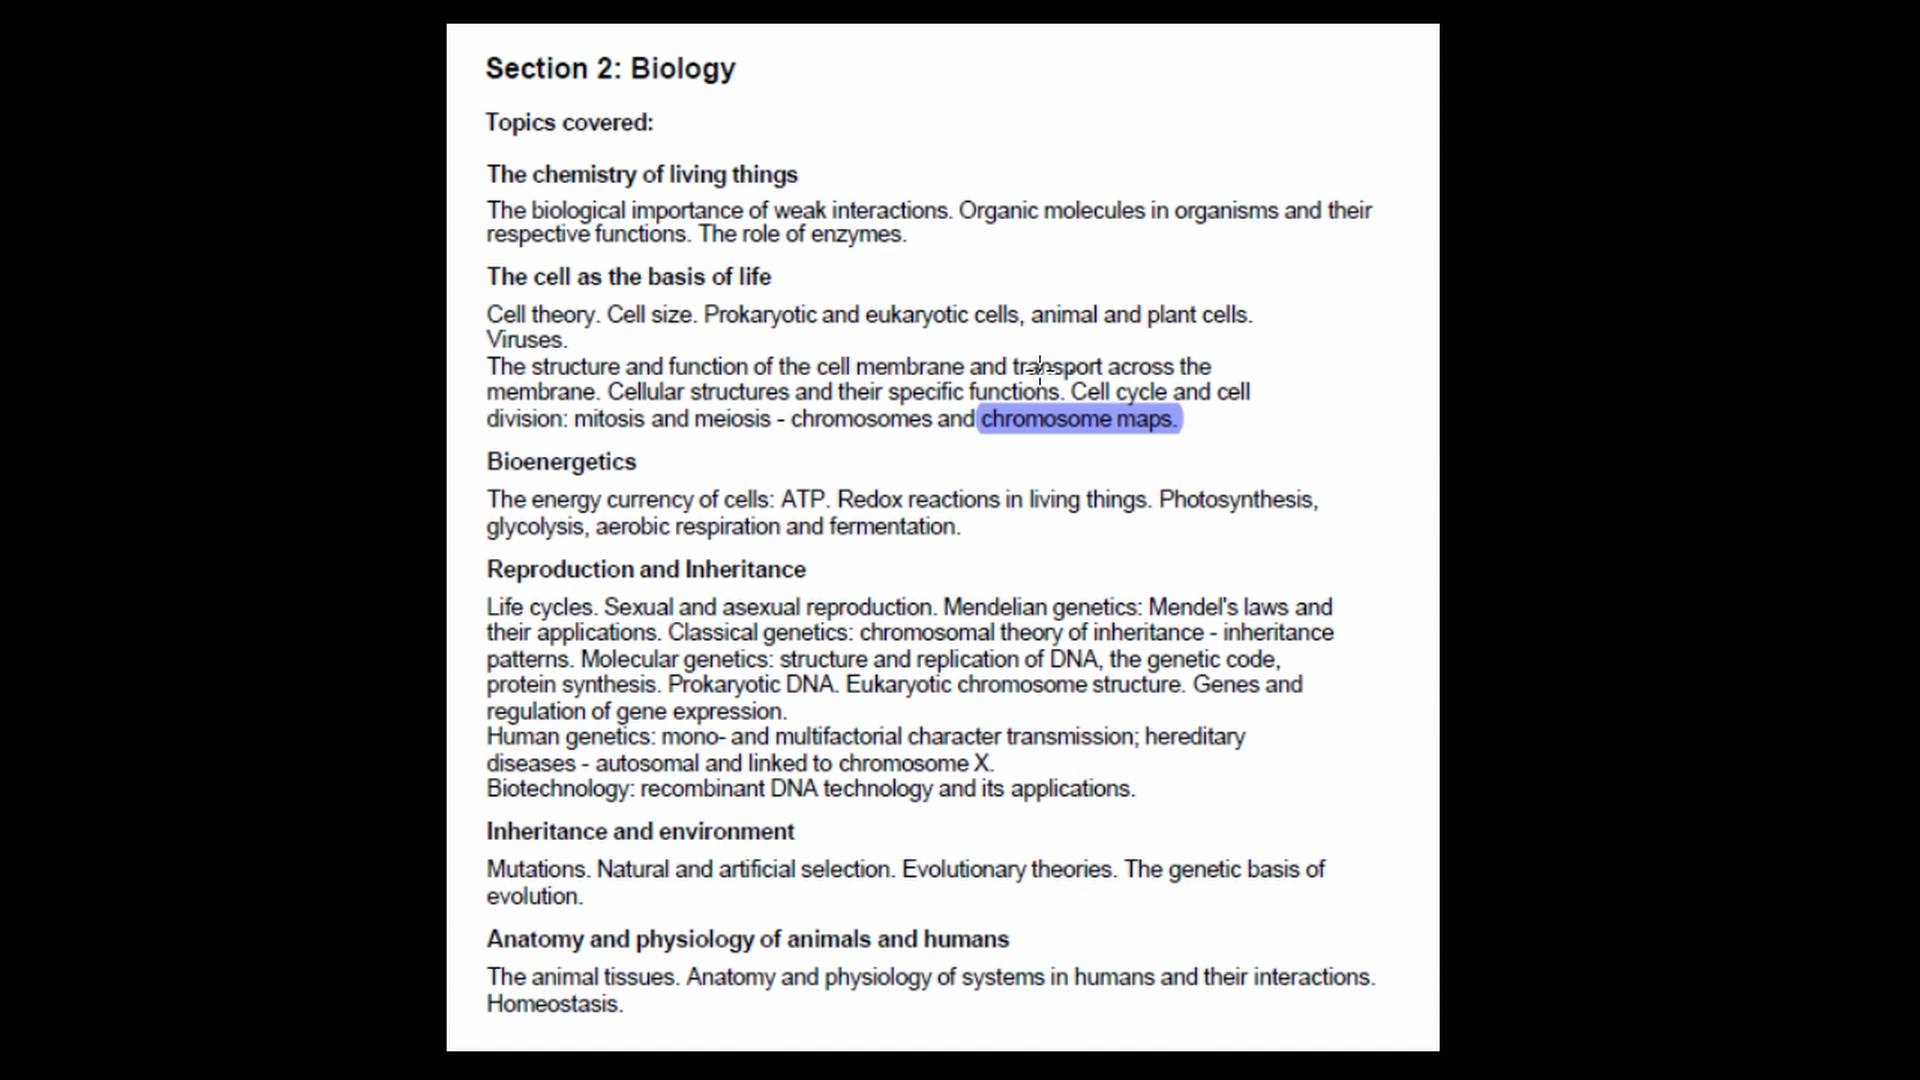 Section 2: Biology
Topics covered:
The chemistry of living things
The biological importance of weak interactions. Organic molecules in organisms and their
respective functions. The role of enzymes.
The cell as the basis of life
Cell theory. Cell size. Prokaryotic and eukaryotic cells, animal and plant cells.
Viruses.
The structure and function of the cell membrane and transport across the
membrane. Cellular structures and their specific functions. Cell cycle and cell
division: mitosis and meiosis - chromosomes and chromosome maps.
Bioenergetics
The energy currency of cells: ATP. Redox reactions in living things. Photosynthesis,
glycolysis, aerobic respiration and fermentation.
Reproduction and Inheritance
Life cycles. Sexual and asexual reproduction. Mendelian genetics: Mendel's laws and
their applications. Classical genetics: chromosomal theory of inheritance - inheritance
patterns. Molecular genetics: structure and replication of DNA, the genetic code,
protein synthesis. Prokaryotic DNA. Eukaryotic chromosome structure. Genes and
regulation of gene expression.
Human genetics: mono- and multifactorial character transmission; hereditary
diseases - autosomal and linked to chromosome X.
Biotechnology: recombinant DNA technology and its applications.
Inheritance and environment
Mutations. Natural and artificial selection. Evolutionary theories. The genetic basis of
evolution.
Anatomy and physiology of animals and humans
The animal tissues. Anatomy and physiology of systems in humans and their interactions.
Homeostasis.